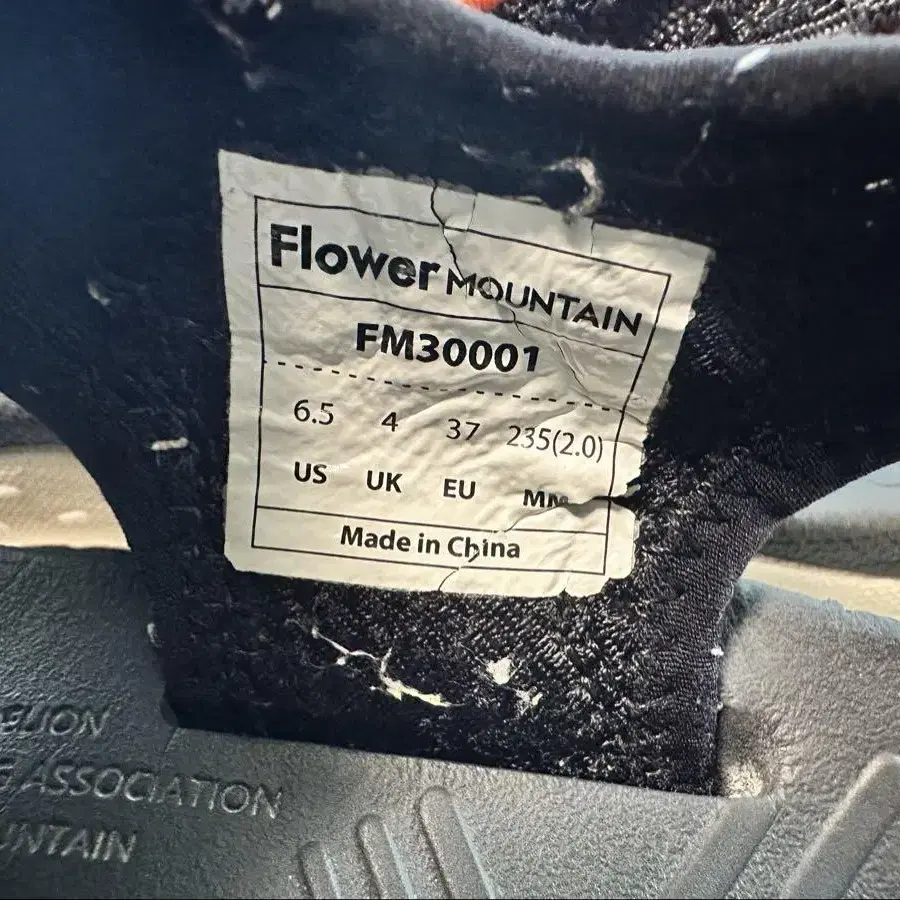 Flower MOUNTAIN
FM30001
6.5 4 37 235(2.0)
US UK EU MM
Made in China
ASSOCIATION